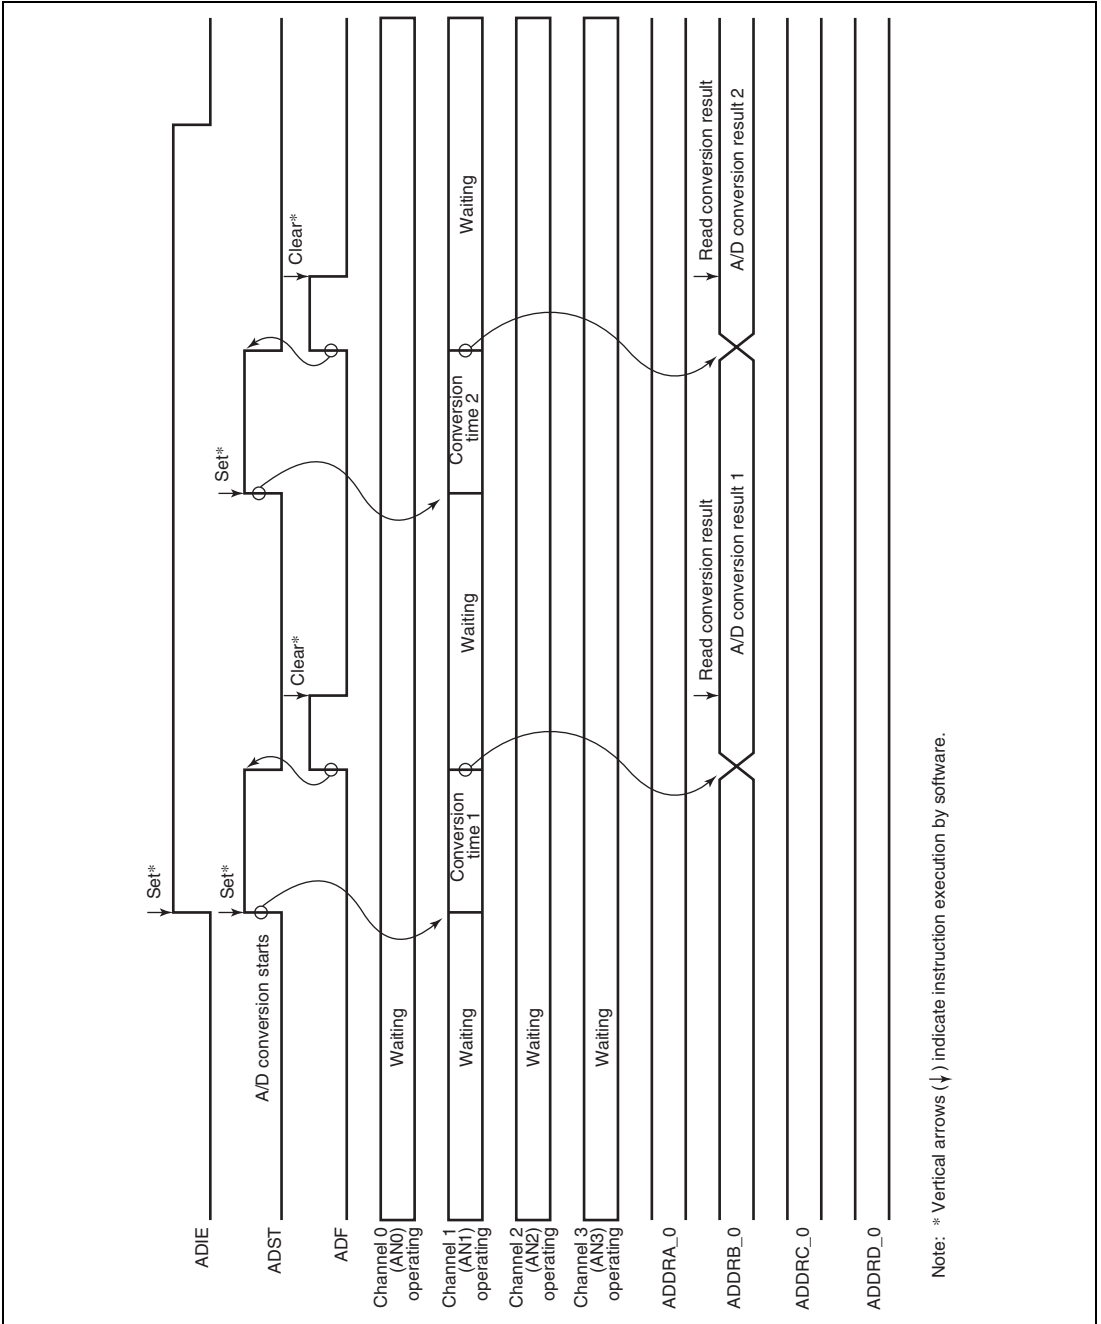 ADIE
Set*
ADST
A/D conversion starts
Set*
Set*
ADF
Clear*
Clear*
Channel 0
(AN0)
operating
Waiting
Channel 1
(AN1)
operating
Waiting
Conversion
time 1
Waiting
Conversion
time 2
Waiting
Channel 2
(AN2)
operating
Waiting
Channel 3
(AN3)
operating
Waiting
ADDRA_0
Read conversion result
Read conversion result
ADDRB_0
A/D conversion result 1
A/D conversion result 2
ADDRC_0
ADDRD_0
Note: * Vertical arrows (↓) indicate instruction execution by software.